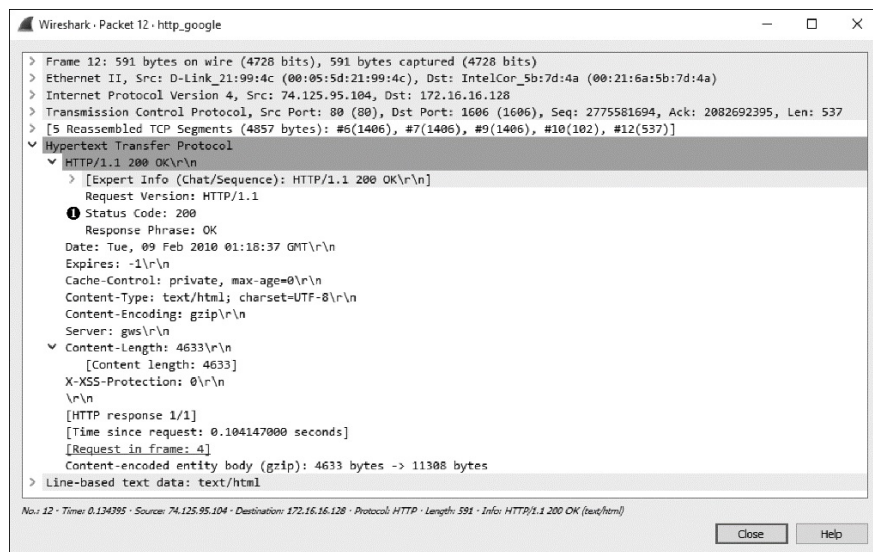 Wireshark · Packet 12 · http_google
Frame 12: 591 bytes on wire (4728 bits), 591 bytes captured (4728 bits)
Ethernet II, Src: D-Link_21:99:4c (00:05:5d:21:99:4c), Dst: IntelCor_5b:7d:4a (00:21:6a:5b:7d:4a)
Internet Protocol Version 4, Src: 74.125.95.104, Dst: 172.16.16.128
Transmission Control Protocol, Src Port: 80 (80), Dst Port: 1606 (1606), Seq: 2775581694, Ack: 2082692395, Len: 537
[5 Reassembled TCP Segments (4857 bytes): #6(1406), #7(1406), #9(1406), #10(102), #12(537)]
Hypertext Transfer Protocol
HTTP/1.1 200 OK\r\n
[Expert Info (Chat/Sequence): HTTP/1.1 200 OK\r\n]
Request Version: HTTP/1.1
❶ Status Code: 200
Response Phrase: OK
Date: Tue, 09 Feb 2010 01:18:37 GMT\r\n
Expires: -1\r\n
Cache-Control: private, max-age=0\r\n
Content-Type: text/html; charset=UTF-8\r\n
Content-Encoding: gzip\r\n
Server: gws\r\n
Content-Length: 4633\r\n
[Content length: 4633]
X-XSS-Protection: 0\r\n
\r\n
[HTTP response 1/1]
[Time since request: 0.104147000 seconds]
[Request in frame: 4]
Content-encoded entity body (gzip): 4633 bytes -> 11308 bytes
Line-based text data: text/html
No.: 12 · Time: 0.134395 · Source: 74.125.95.104 · Destination: 172.16.16.128 · Protocol: HTTP · Length: 591 · Info: HTTP/1.1 200 OK (text/html)
Close Help